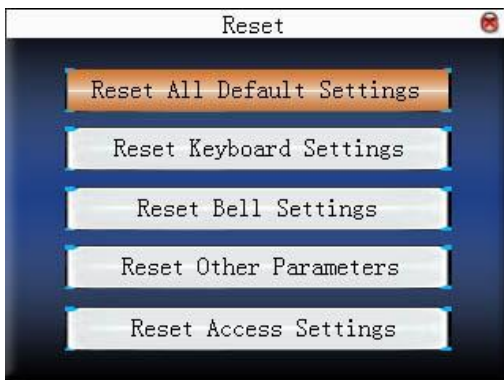 Reset
Reset All Default Settings
Reset Keyboard Settings
Reset Bell Settings
Reset Other Parameters
Reset Access Settings